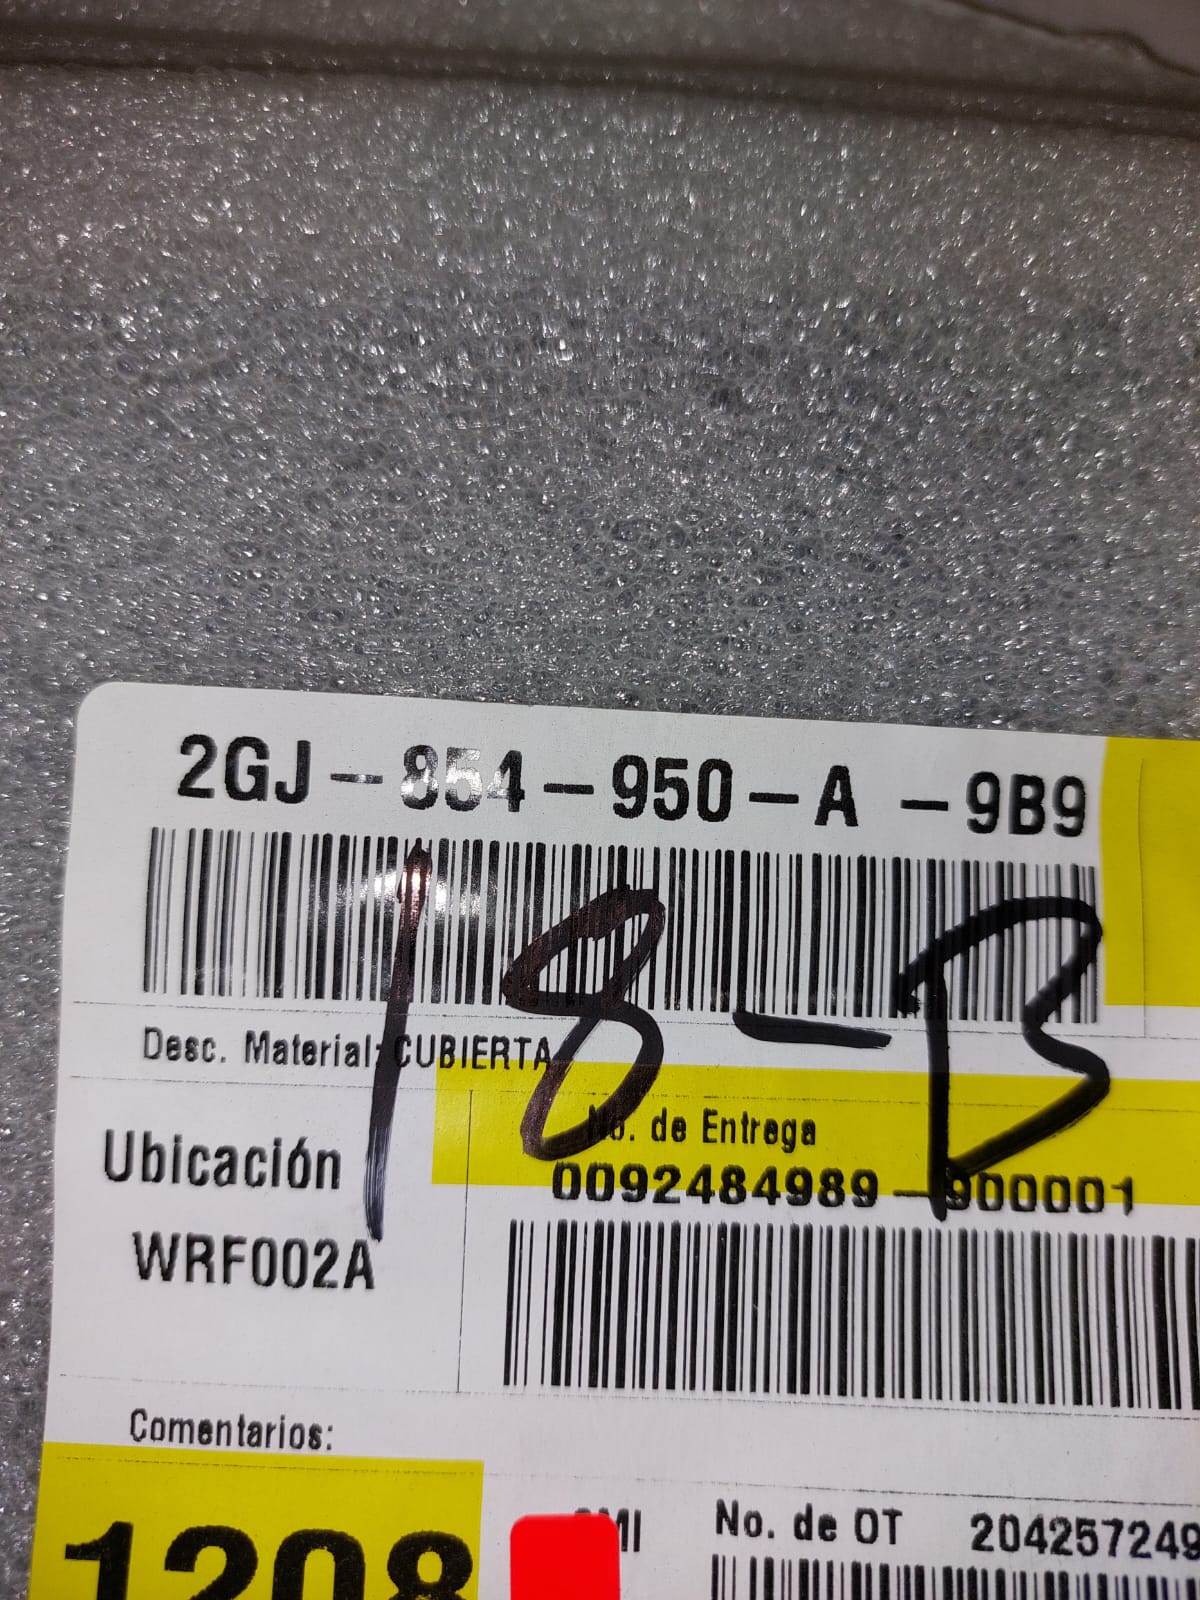 2GJ-854-950-A -9B9
18-B
Desc. Material: CUBIERTA
No. de Entrega
Ubicación
0092484989-900001
WRF002A
Comentarios:
1208
No. de OT 204257249